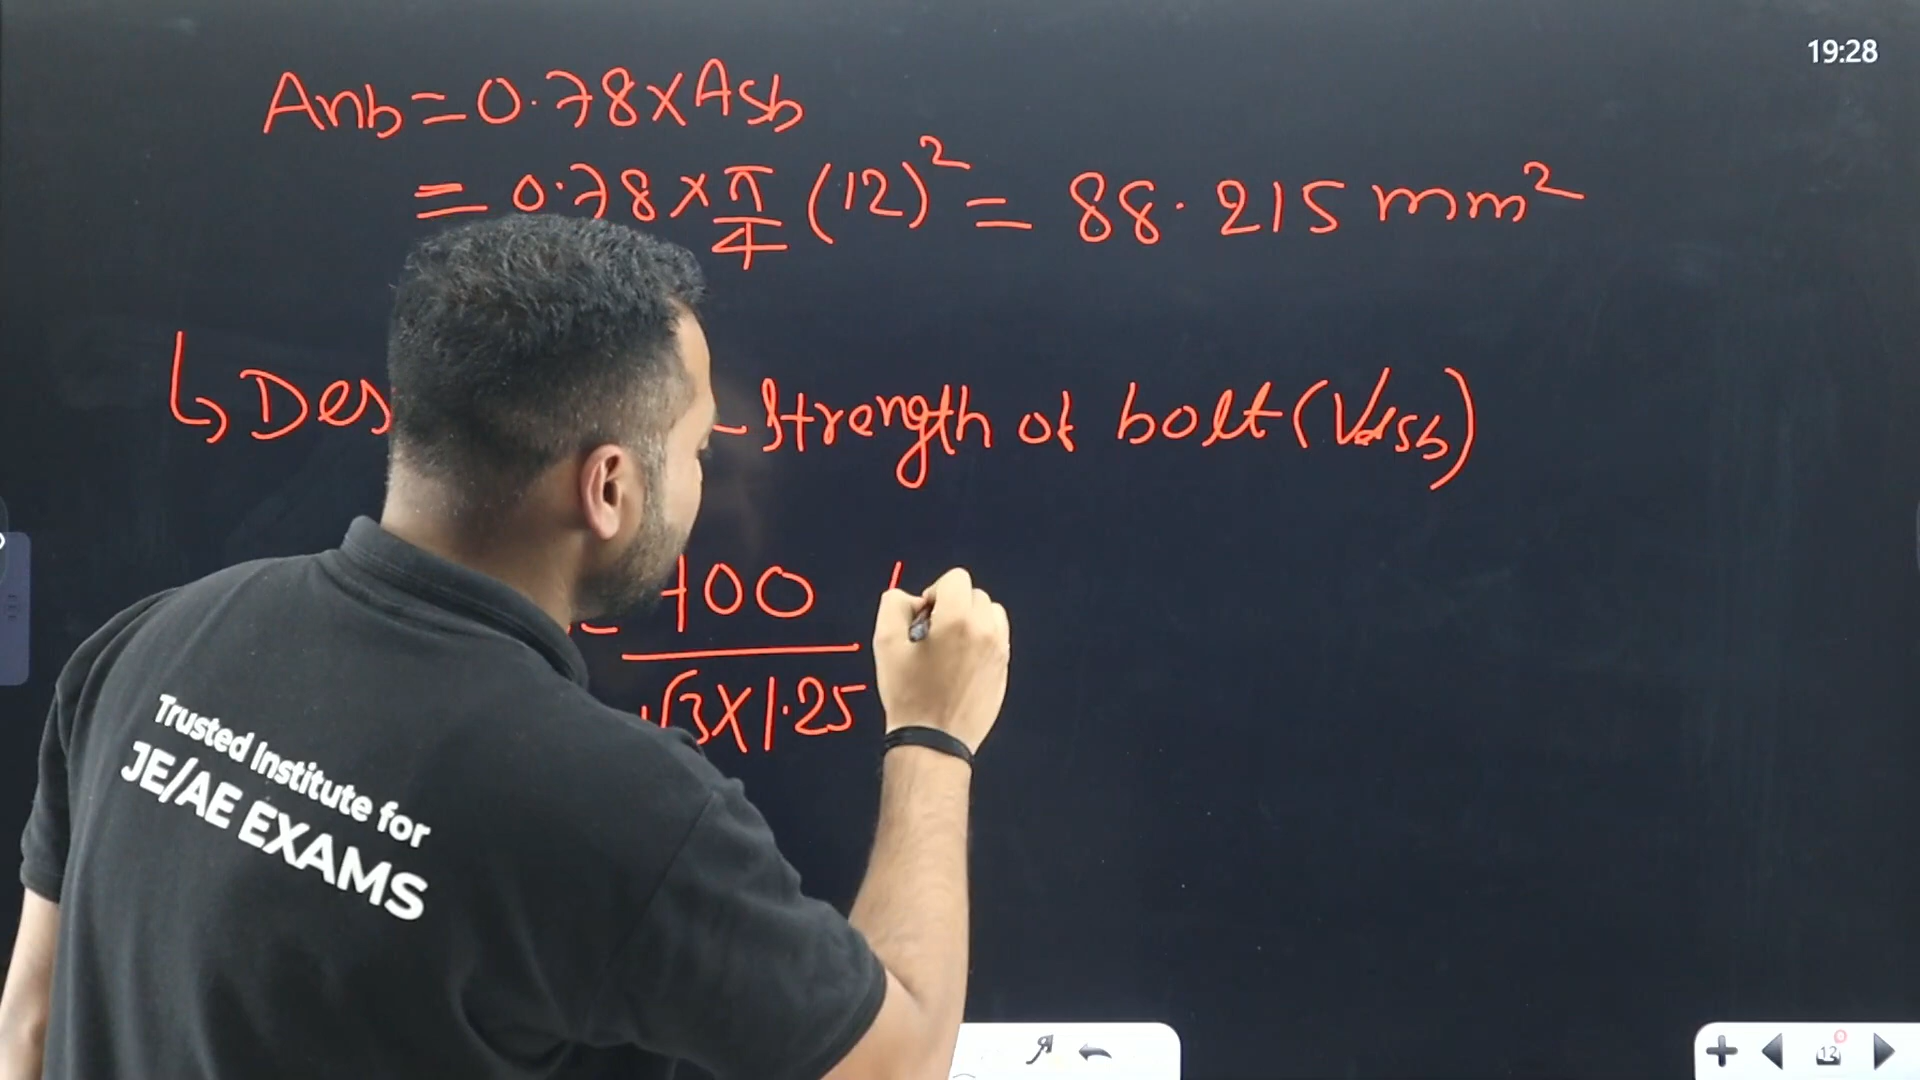 19:28
Anb = 0.78 x Asb
= 0.78 x π/4 (12)² = 88.215 mm²
↳ Des Strength of bolt (Vdsb)
= 400 / √3 x 1.25
Trusted Institute for
JE/AE EXAMS
12